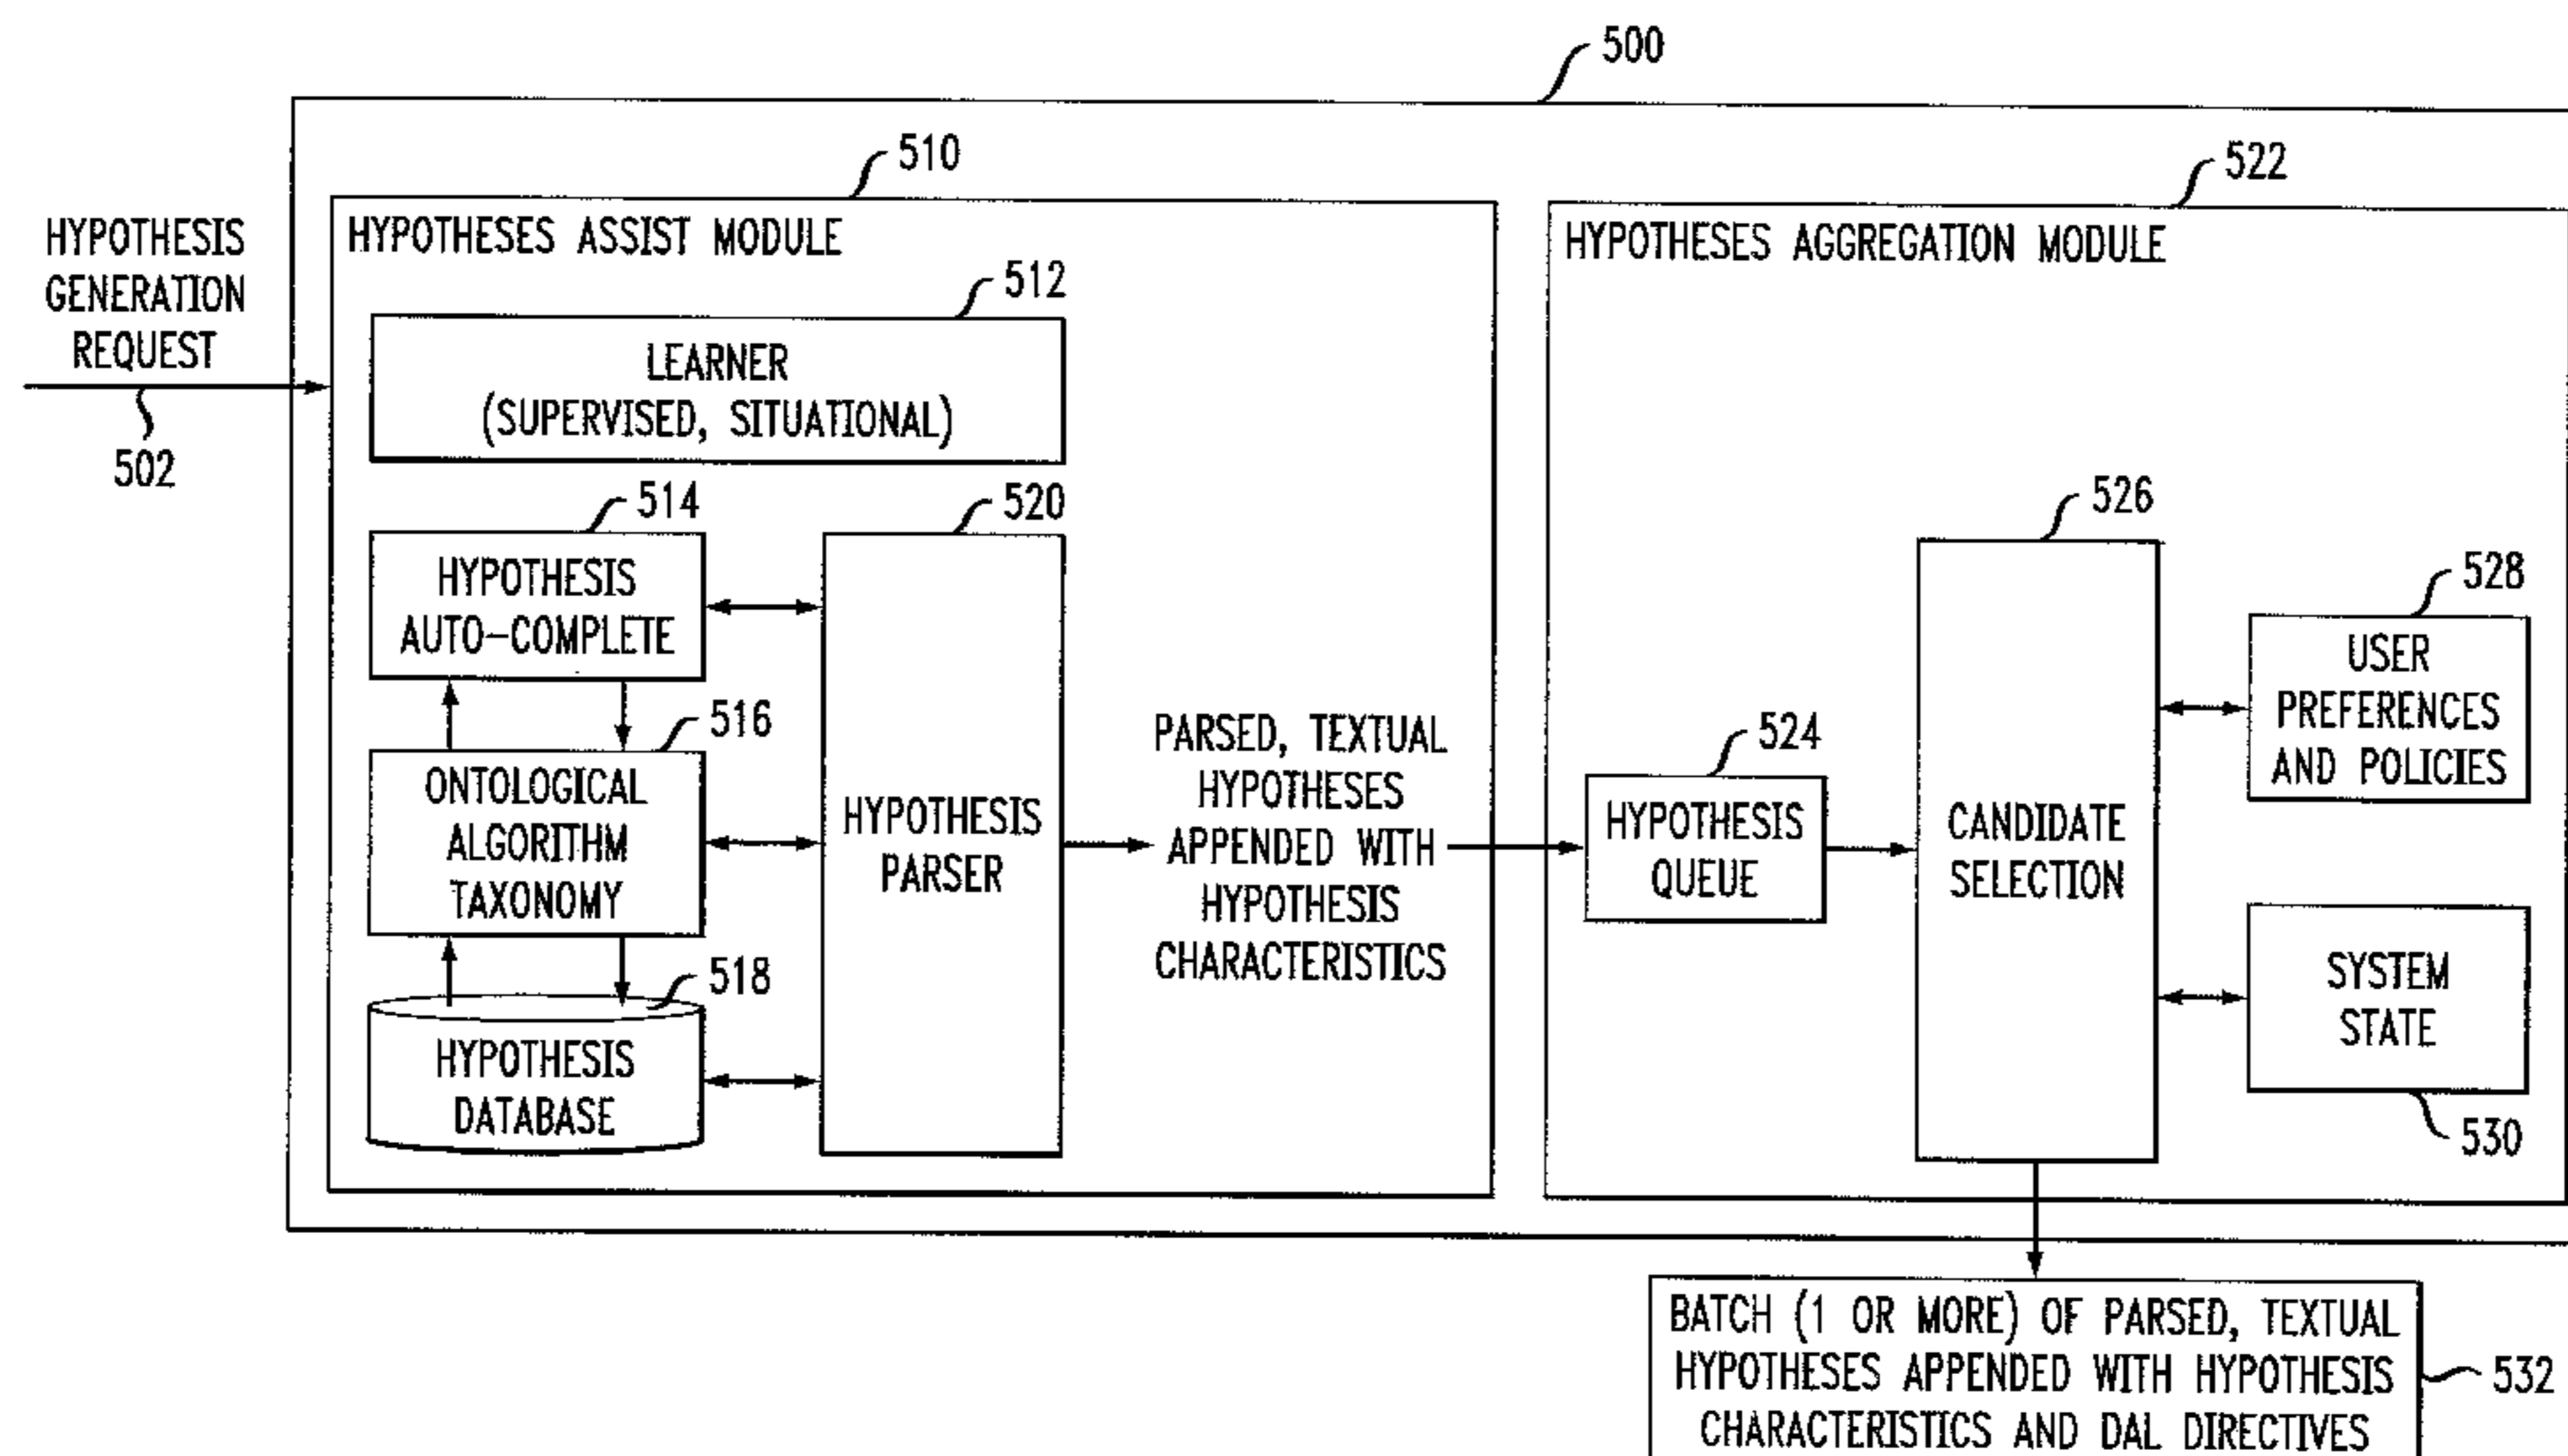 500
510
522
HYPOTHESIS
GENERATION
REQUEST
502
HYPOTHESES ASSIST MODULE
512
LEARNER
(SUPERVISED, SITUATIONAL)
514
HYPOTHESIS
AUTO-COMPLETE
516
ONTOLOGICAL
ALGORITHM
TAXONOMY
518
HYPOTHESIS
DATABASE
520
HYPOTHESIS
PARSER
PARSED, TEXTUAL
HYPOTHESES
APPENDED WITH
HYPOTHESIS
CHARACTERISTICS
HYPOTHESES AGGREGATION MODULE
524
HYPOTHESIS
QUEUE
526
CANDIDATE
SELECTION
528
USER
PREFERENCES
AND POLICIES
SYSTEM
STATE
530
BATCH (1 OR MORE) OF PARSED, TEXTUAL
HYPOTHESES APPENDED WITH HYPOTHESIS
CHARACTERISTICS AND DAL DIRECTIVES
532